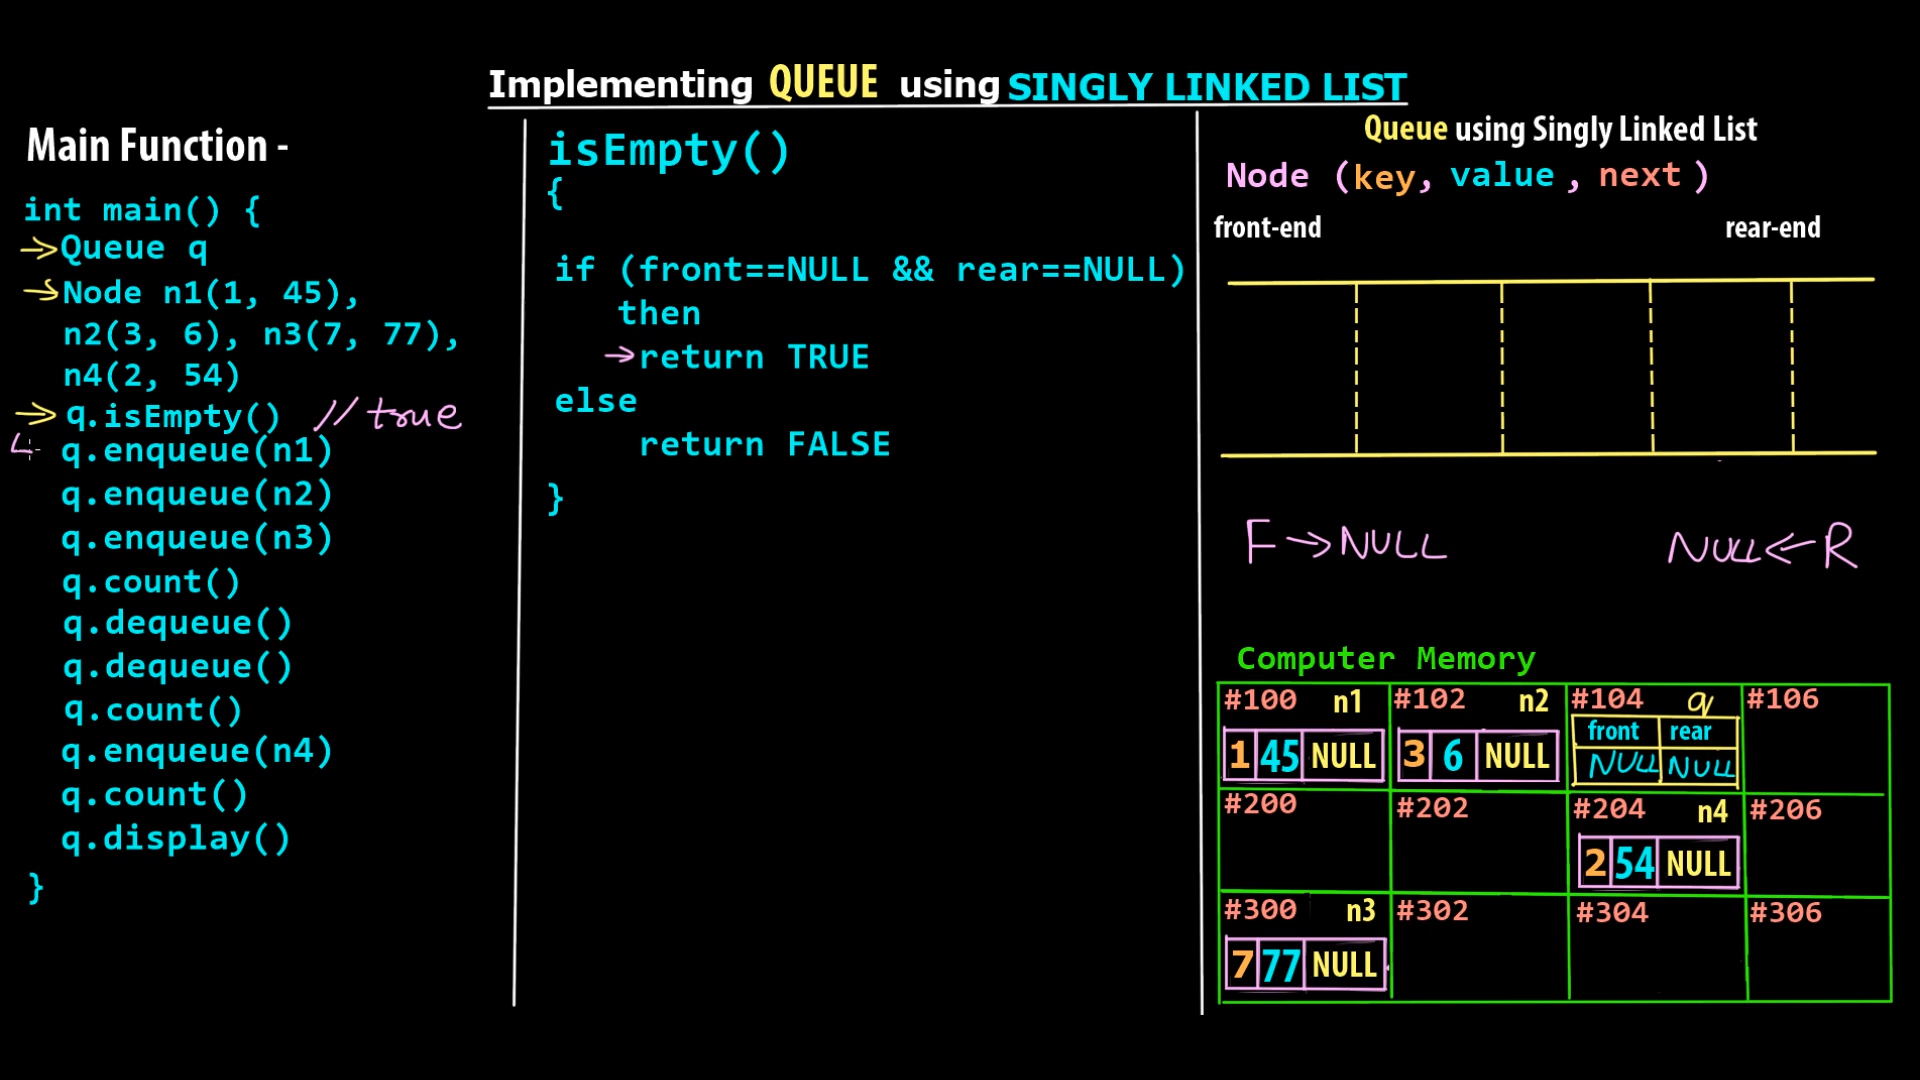 Implementing QUEUE using SINGLY LINKED LIST
Main Function -
int main() {
Queue q
Node n1(1, 45),
n2(3, 6), n3(7, 77),
n4(2, 54)
q.isEmpty() //true
q.enqueue(n1)
q.enqueue(n2)
q.enqueue(n3)
q.count()
q.dequeue()
q.dequeue()
q.count()
q.enqueue(n4)
q.count()
q.display()
}
isEmpty()
{
if (front==NULL && rear==NULL)
then
return TRUE
else
return FALSE
}
Queue using Singly Linked List
Node (key, value , next )
front-end rear-end
F→NULL NULL←R
Computer Memory
#100 n1 #102 n2 #104 q #106
front rear
1 45 NULL 3 6 NULL NULL NULL
#200 #202 #204 n4 #206
2 54 NULL
#300 n3 #302 #304 #306
7 77 NULL